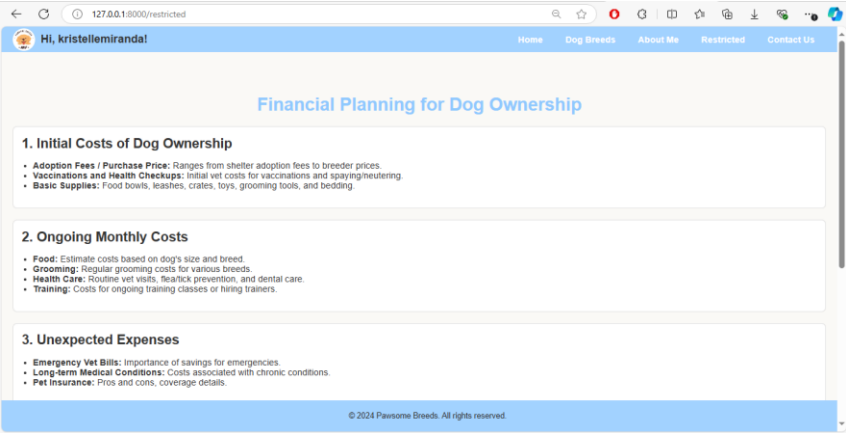 127.0.0.1:8000/restricted
Hi, kristellemiranda!
Home Dog Breeds About Me Restricted Contact Us
Financial Planning for Dog Ownership
1. Initial Costs of Dog Ownership
• Adoption Fees / Purchase Price: Ranges from shelter adoption fees to breeder prices.
• Vaccinations and Health Checkups: Initial vet costs for vaccinations and spaying/neutering.
• Basic Supplies: Food bowls, leashes, crates, toys, grooming tools, and bedding.
2. Ongoing Monthly Costs
• Food: Estimate costs based on dog's size and breed.
• Grooming: Regular grooming costs for various breeds.
• Health Care: Routine vet visits, flea/tick prevention, and dental care.
• Training: Costs for ongoing training classes or hiring trainers.
3. Unexpected Expenses
• Emergency Vet Bills: Importance of savings for emergencies.
• Long-term Medical Conditions: Costs associated with chronic conditions.
• Pet Insurance: Pros and cons, coverage details.
© 2024 Pawsome Breeds. All rights reserved.